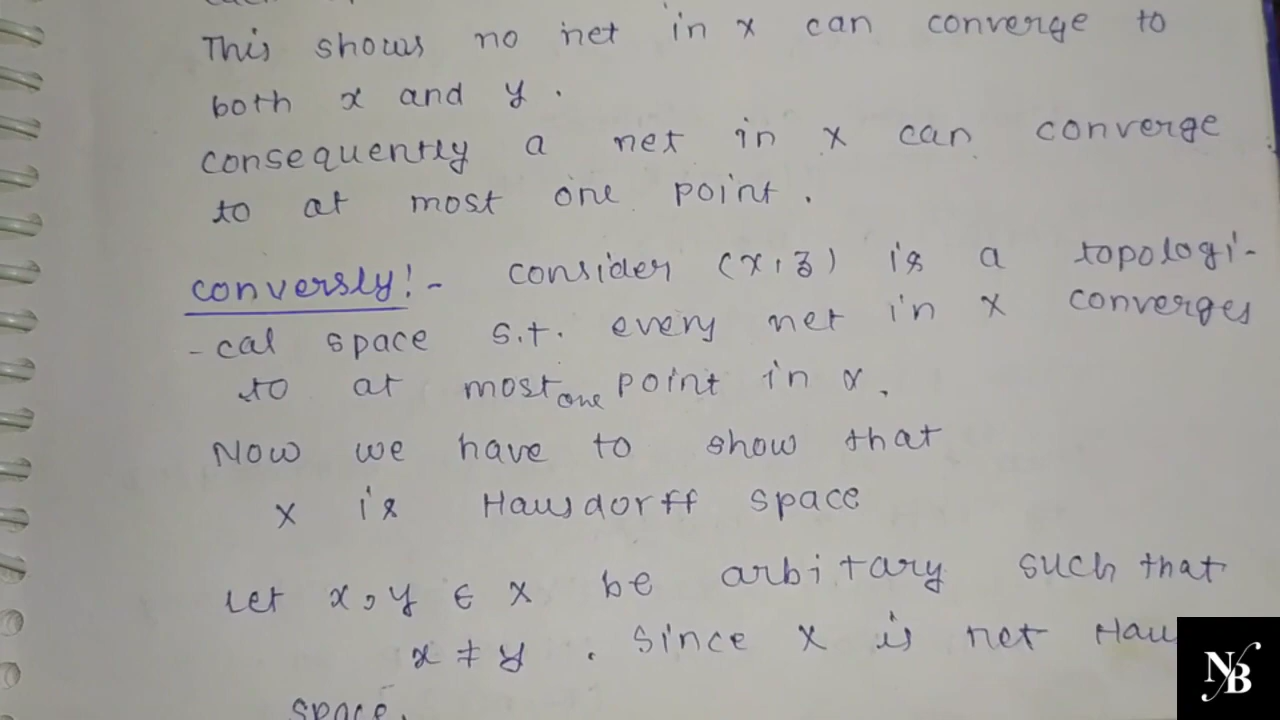 This shows no net in X can converge to
both x and y.
consequently a net in X can converge
to at most one point.
conversly!- consider (X, ℨ) is a topologi-
-cal space s.t. every net in X converges
to at most one point in X.
Now we have to show that
X is Hausdorff space
Let x, y ∈ X be arbitary such that
x ≠ y. Since X is net
space.
NB